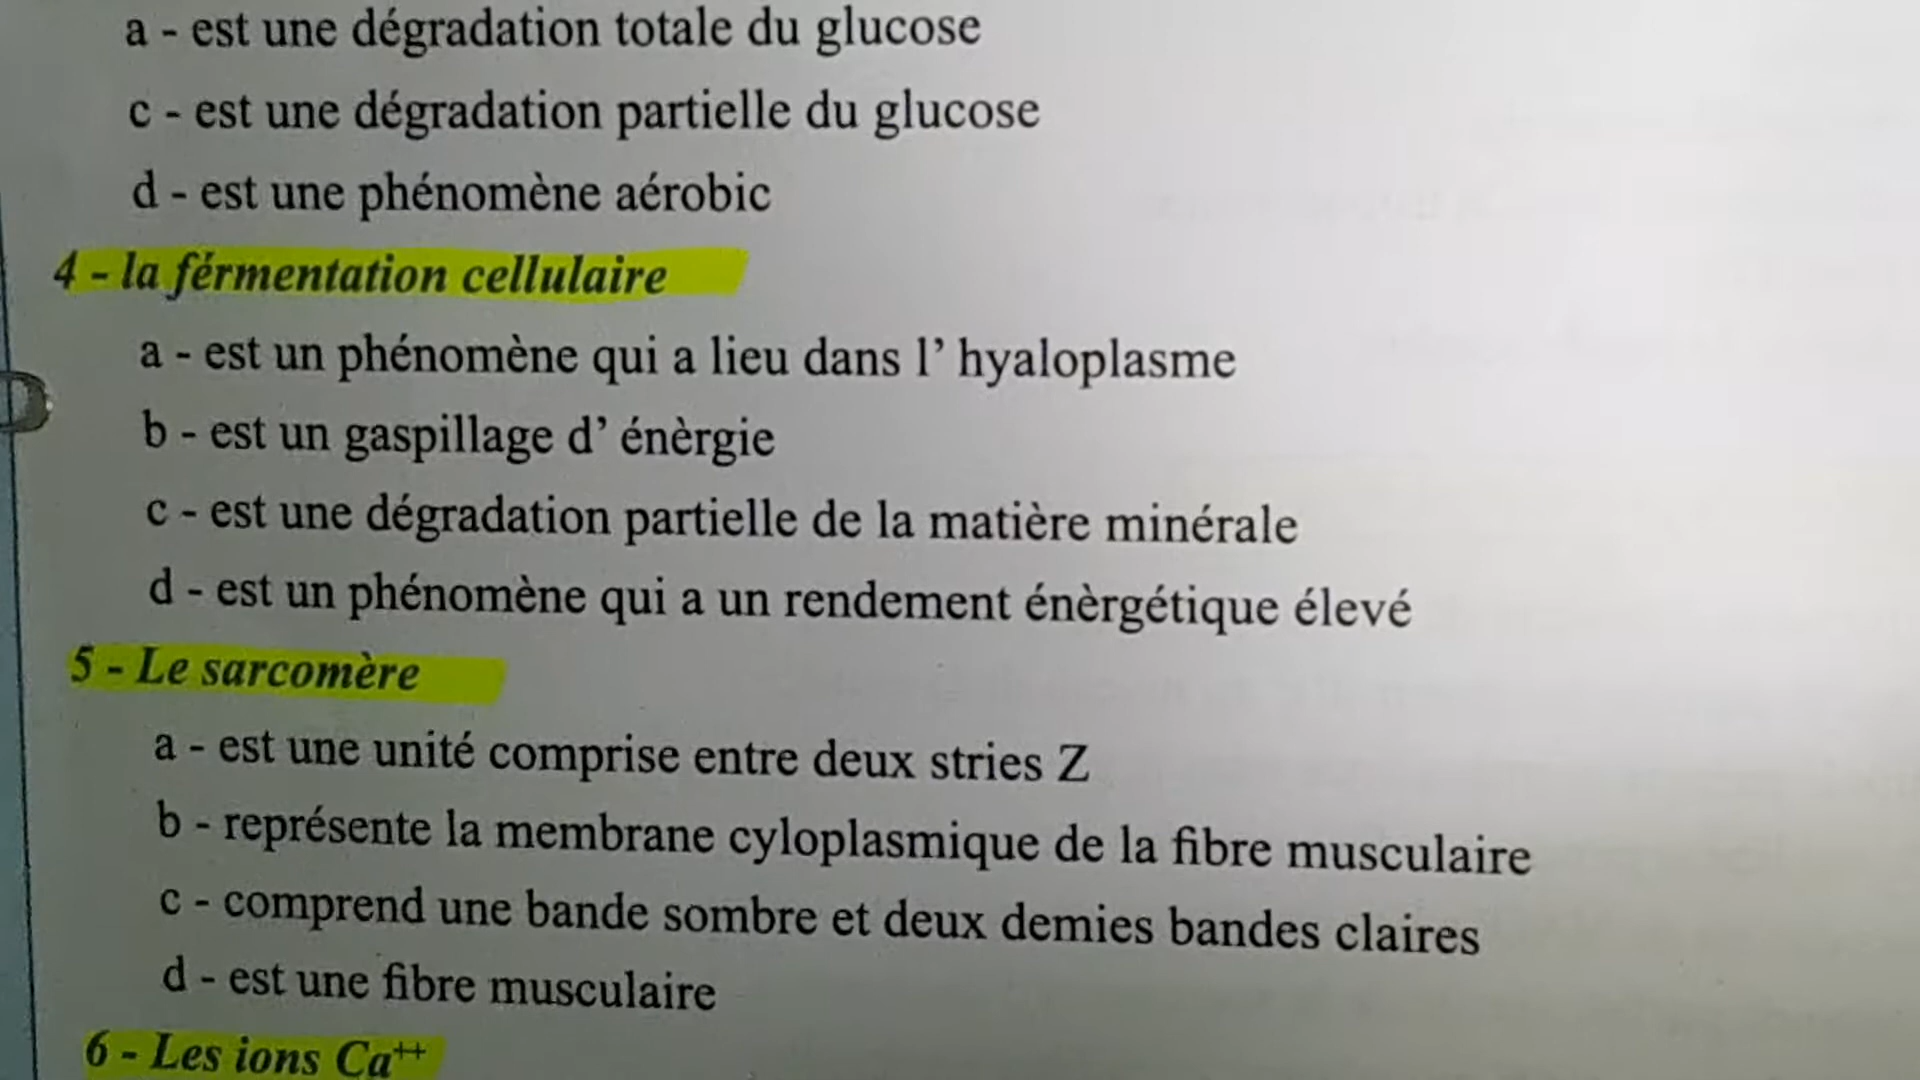 a - est une dégradation totale du glucose
c - est une dégradation partielle du glucose
d - est une phénomène aérobic
4 - la férmentation cellulaire
a - est un phénomène qui a lieu dans l’ hyaloplasme
b - est un gaspillage d’ énèrgie
c - est une dégradation partielle de la matière minérale
d - est un phénomène qui a un rendement énèrgétique élevé
5 - Le sarcomère
a - est une unité comprise entre deux stries Z
b - représente la membrane cyloplasmique de la fibre musculaire
c - comprend une bande sombre et deux demies bandes claires
d - est une fibre musculaire
6 - Les ions Ca⁺⁺